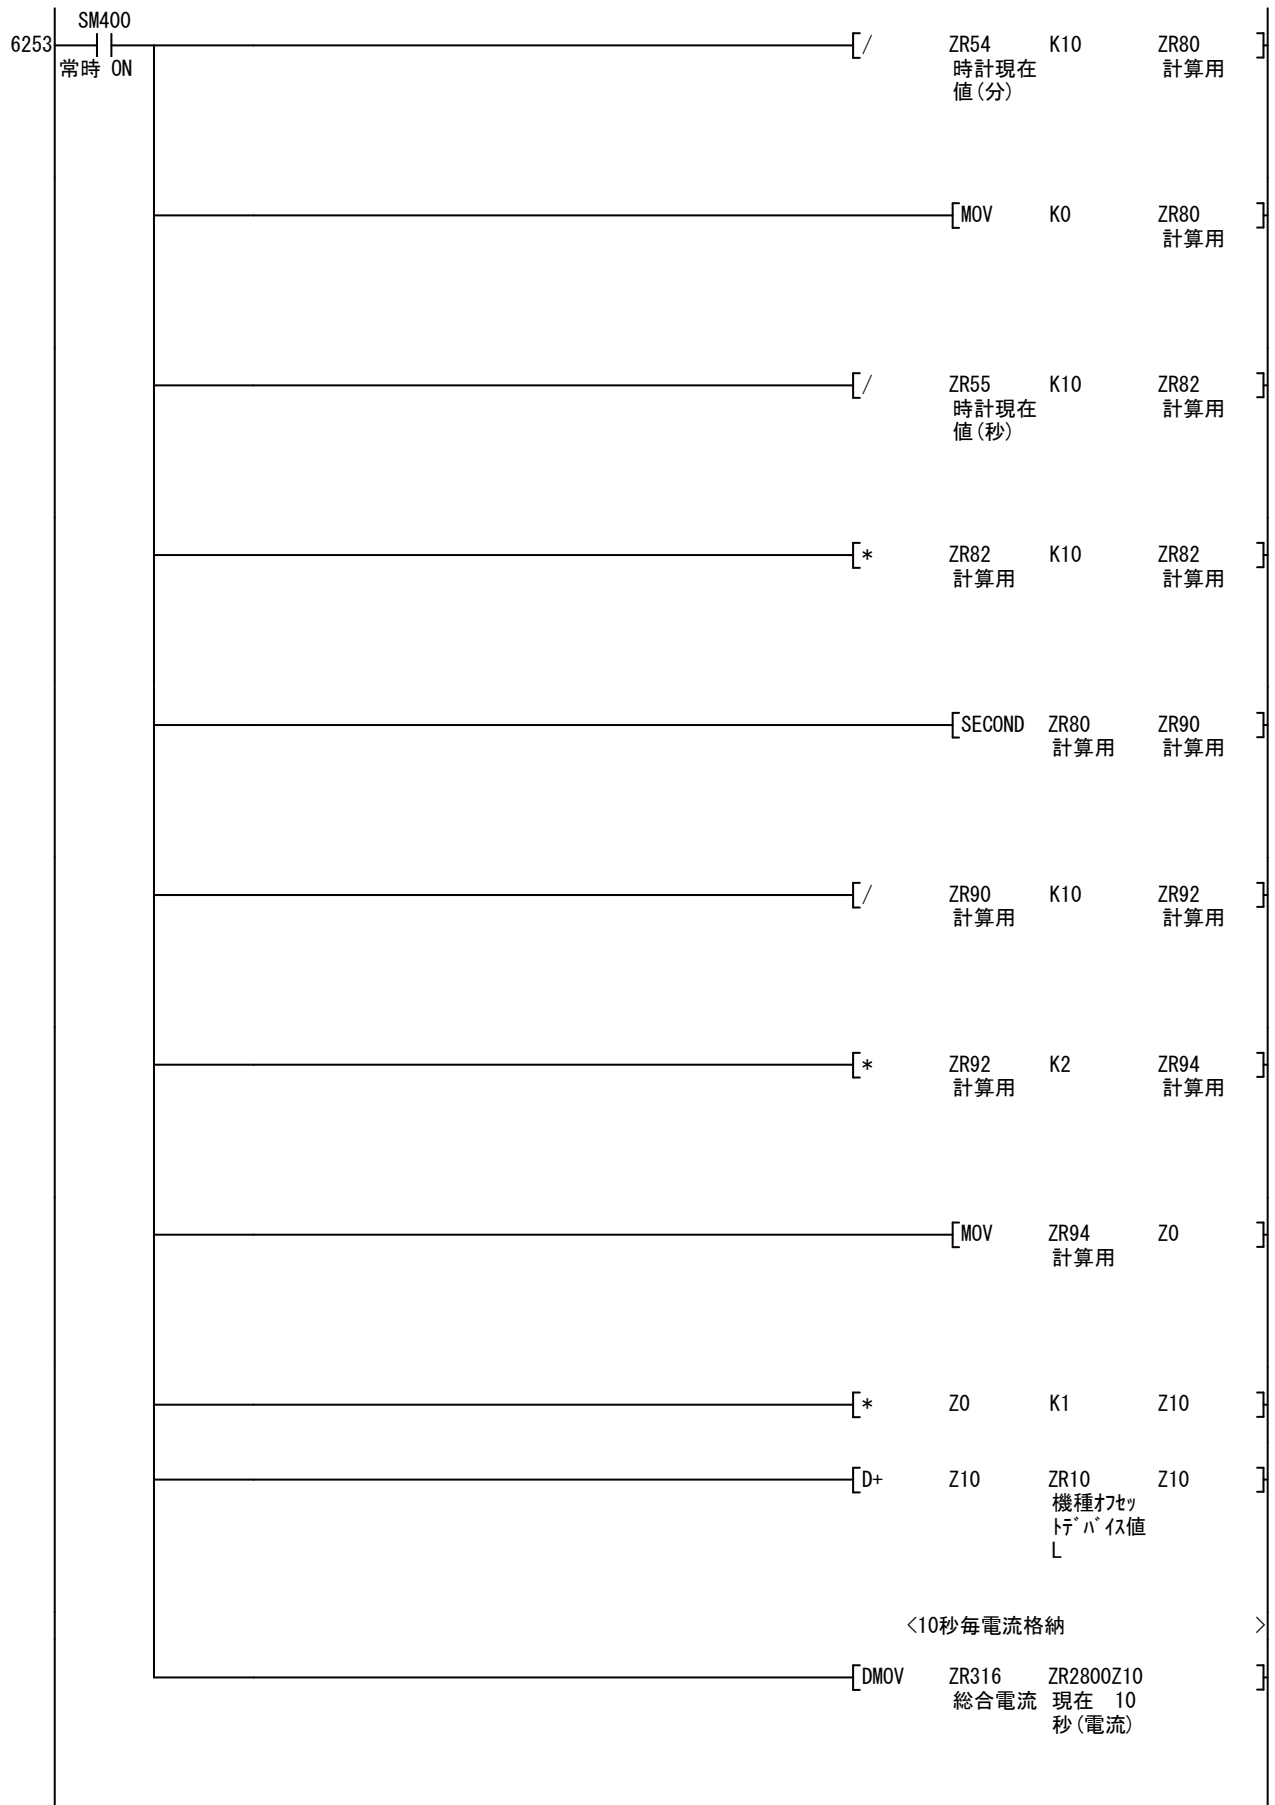 SM400
6253
常時 ON
/ ZR54 K10 ZR80
時計現在 計算用
値(分)
MOV K0 ZR80
計算用
/ ZR55 K10 ZR82
時計現在 計算用
値(秒)
* ZR82 K10 ZR82
計算用 計算用
SECOND ZR80 ZR90
計算用 計算用
/ ZR90 K10 ZR92
計算用 計算用
* ZR92 K2 ZR94
計算用 計算用
MOV ZR94 Z0
計算用
* Z0 K1 Z10
D+ Z10 ZR10 Z10
機種ｵﾌｾｯ
ﾄﾃﾞﾊﾞｲｽ値
L
<10秒毎電流格納 >
DMOV ZR316 ZR2800Z10
総合電流 現在 10
秒(電流)